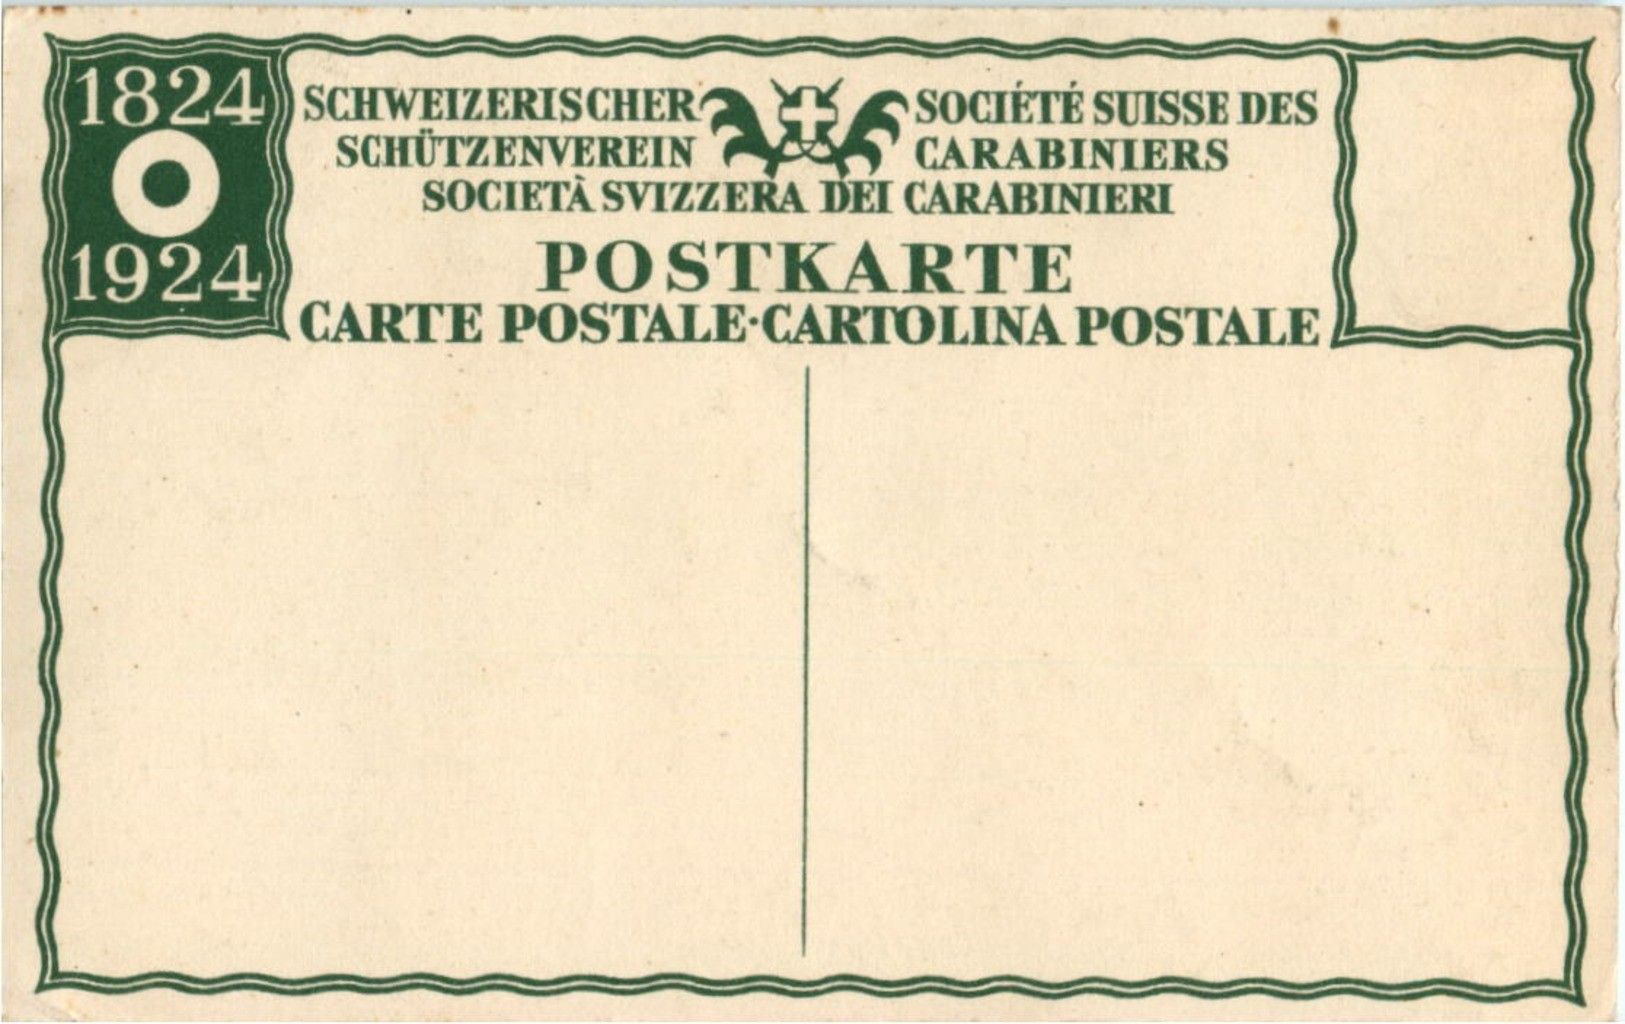 1824
1924
SCHWEIZERISCHER
SCHÜTZENVEREIN
SOCIÉTÉ SUISSE DES
CARABINIERS
SOCIETÀ SVIZZERA DEI CARABINIERI
POSTKARTE
CARTE POSTALE·CARTOLINA POSTALE